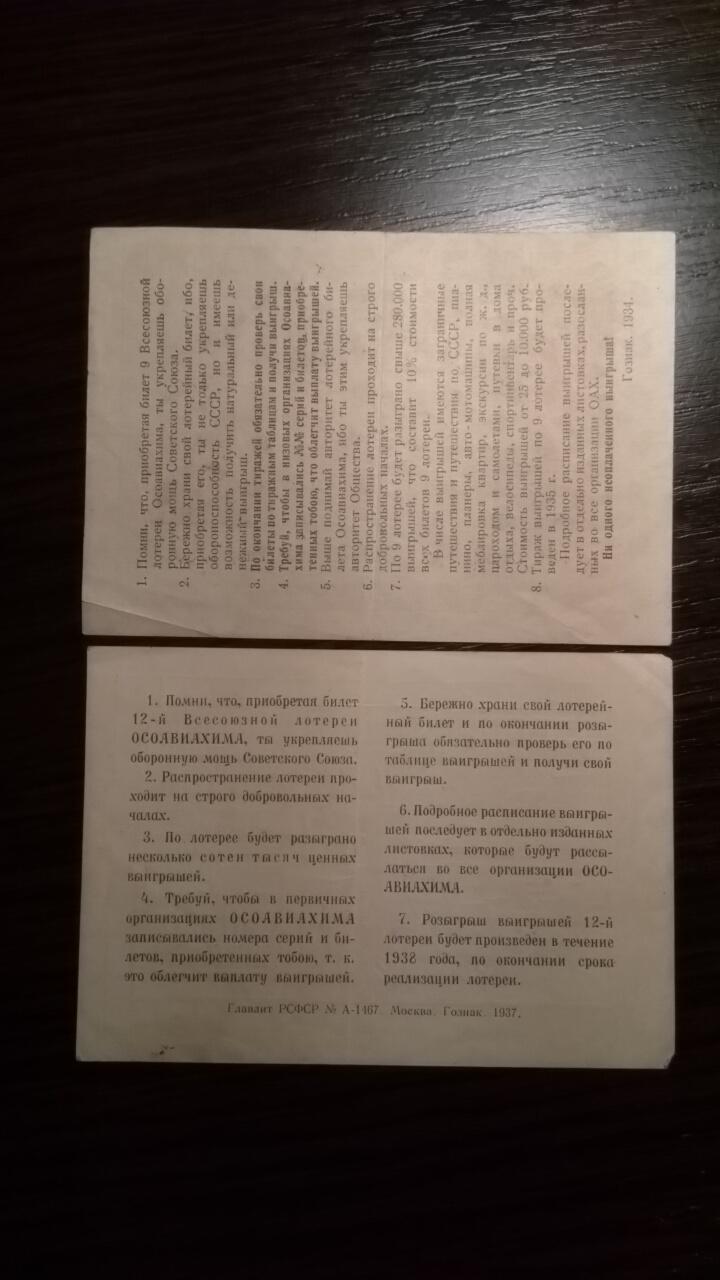 1. Помни, что, приобретая билет 9 Всесоюзной
лотереи Осоавиахима, ты укрепляешь обо-
ронную мощь Советского Союза.
2. Бережно храни свой лотерейный билет, ибо,
приобретая его, ты не только укрепляешь
обороноспособность СССР, но и имеешь
возможность получить натуральный или де-
нежный выигрыш.
3. По окончании тиражей обязательно проверь свои
билеты по тиражным таблицам и получи выигрыш.
4. Требуй, чтобы в низовых организациях Осоавиа-
хима записывались №№ серий и билетов, приобре-
тенных тобою, что облегчит выплату выигрышей.
5. Выше поднимай авторитет лотерейного би-
лета Осоавиахима, ибо ты этим укрепляешь
авторитет Общества.
6. Распространение лотереи проходит на строго
добровольных началах.
7. По 9 лотерее будет разыграно свыше 280.000
выигрышей, что составит 10% стоимости
всех билетов 9 лотереи.
В числе выигрышей имеются заграничные
путешествия и путешествия по СССР, пиа-
нино, планеры, авто-мотомашины, полная
мебелировка квартир, экскурсии по ж. д.,
пароходом и самолетами, путевки в дома
отдыха, велосипеды, спортинвентарь и проч.
Стоимость выигрышей от 25 до 10.000 руб.
8. Тираж выигрышей по 9 лотерее будет про-
веден в 1935 г.
Подробное расписание выигрышей после-
дует в отдельно изданных листовках, разослан-
ных во все организации ОАХ.
Ни одного неоплаченного выигрыша!
Гознак. 1934.
1. Помни, что, приобретая билет
12-й Всесоюзной лотереи
ОСОАВИАХИМА, ты укрепляешь
оборонную мощь Советского Союза.
2. Распространение лотереи про-
ходит на строго добровольных на-
чалах.
3. По лотерее будет разыграно
несколько сотен тысяч ценных
выигрышей.
4. Требуй, чтобы в первичных
организациях ОСОАВИАХИМА
записывались номера серий и би-
летов, приобретенных тобою, т. к.
это облегчит выплату выигрышей.
5. Бережно храни свой лотерей-
ный билет и по окончании розы-
грыша обязательно проверь его по
таблице выигрышей и получи свой
выигрыш.
6. Подробное расписание выигры-
шей последует в отдельно изданных
листовках, которые будут рассы-
латься во все организации ОСО-
АВИАХИМА.
7. Розыгрыш выигрышей 12-й
лотереи будет произведен в течение
1938 года, по окончании срока
реализации лотереи.
Главлит РСФСР № А-1467. Москва. Гознак. 1937.